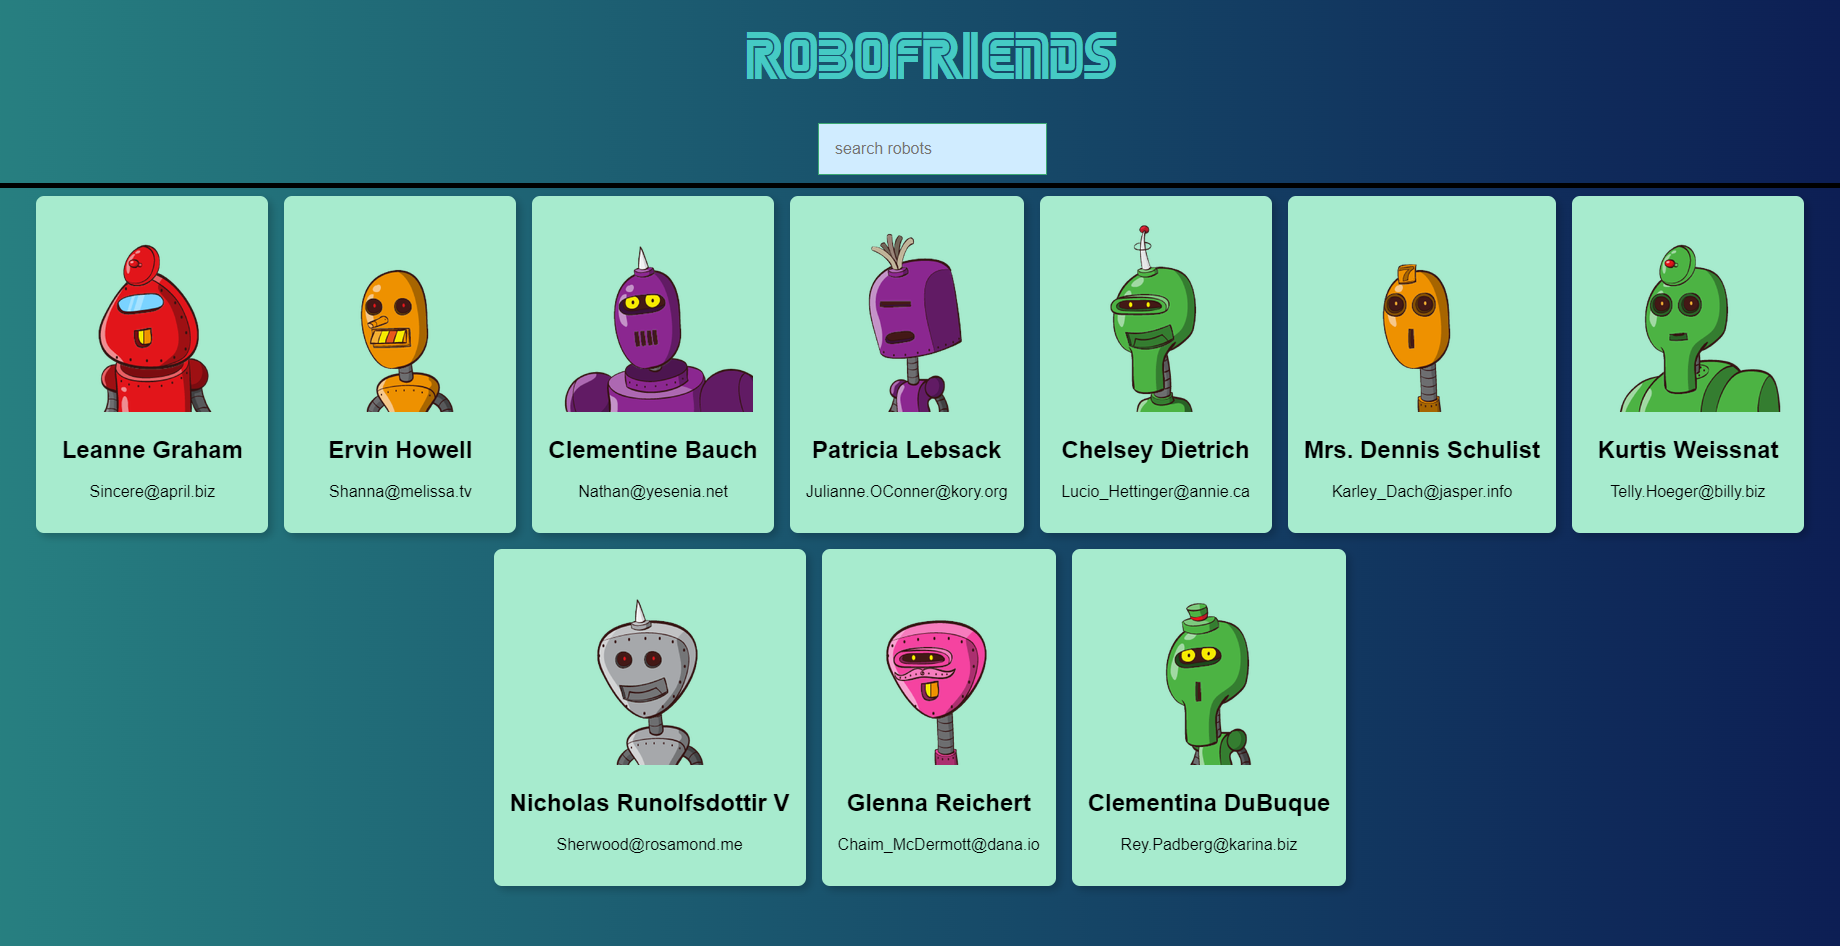 ROBOFRIENDS
search robots
7
Leanne Graham
Sincere@april.biz
Ervin Howell
Shanna@melissa.tv
Clementine Bauch
Nathan@yesenia.net
Patricia Lebsack
Julianne.OConner@kory.org
Chelsey Dietrich
Lucio_Hettinger@annie.ca
Mrs. Dennis Schulist
Karley_Dach@jasper.info
Kurtis Weissnat
Telly.Hoeger@billy.biz
Nicholas Runolfsdottir V
Sherwood@rosamond.me
Glenna Reichert
Chaim_McDermott@dana.io
Clementina DuBuque
Rey.Padberg@karina.biz